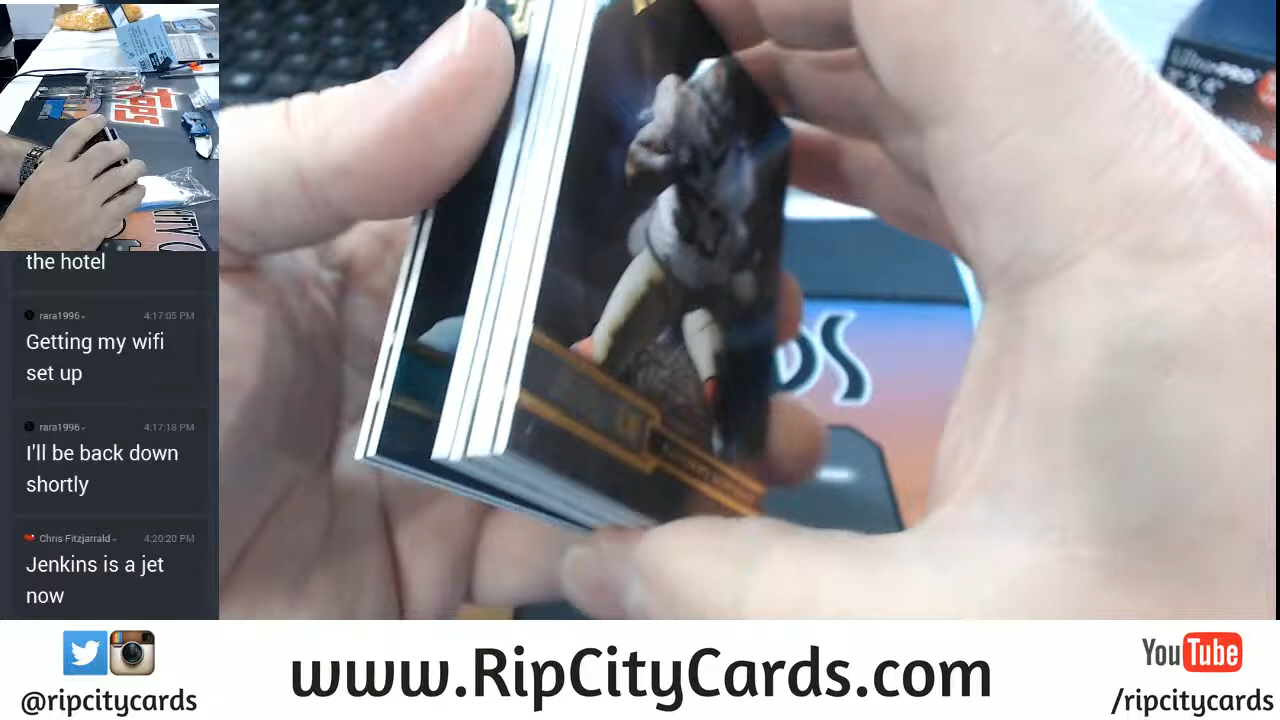 TOPPS
the hotel
rara1996
4:17:05 PM
Getting my wifi
set up
rara1996
4:17:18 PM
I'll be back down
shortly
Chris Fitzjarrald
4:20:20 PM
Jenkins is a jet
now
DS
@ripcitycards
www.RipCityCards.com
YouTube
/ripcitycards